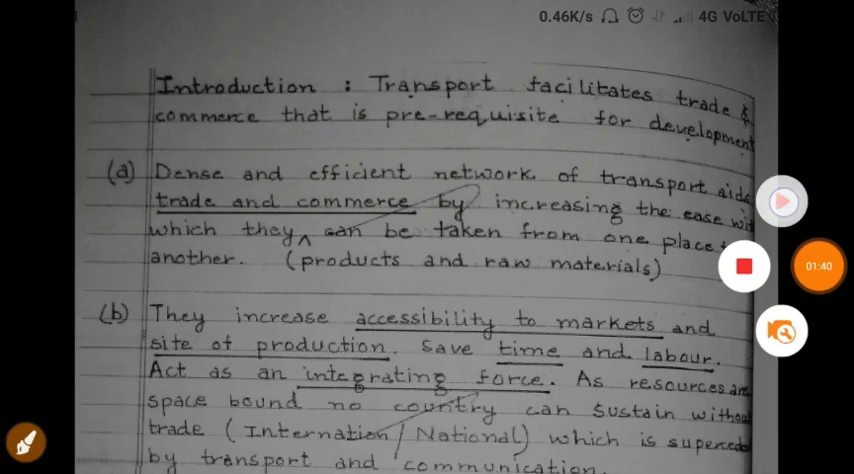 0.46K/s 4G VoLTE
Introduction : Transport facilitates trade &
commerce that is pre-requisite for development
(a) Dense and efficient network of transport aids
trade and commerce by increasing the ease wit
which they ^ can be taken from one place t
another. (products and raw materials)
01:40
(b) They increase accessibility to markets and
site of production. Save time and labour.
Act as an integrating force. As resources are
space bound no country can sustain withou
trade (Internation / National) which is superceded
by transport and communication.